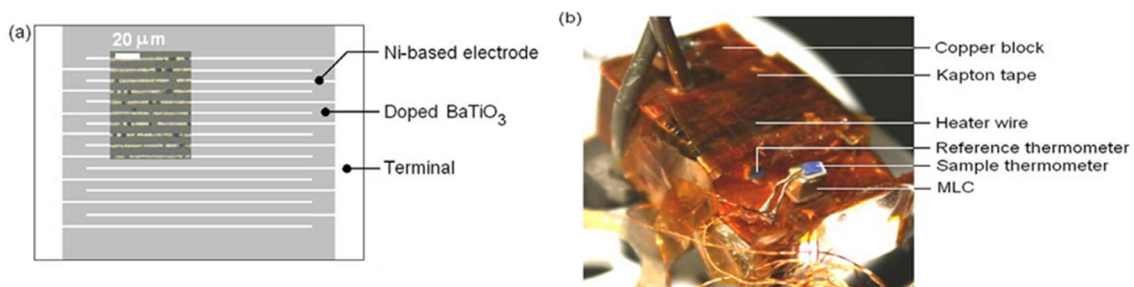 (a)
20 μm
Ni-based electrode
Doped BaTiO3
Terminal
(b)
Copper block
Kapton tape
Heater wire
Reference thermometer
Sample thermometer
MLC